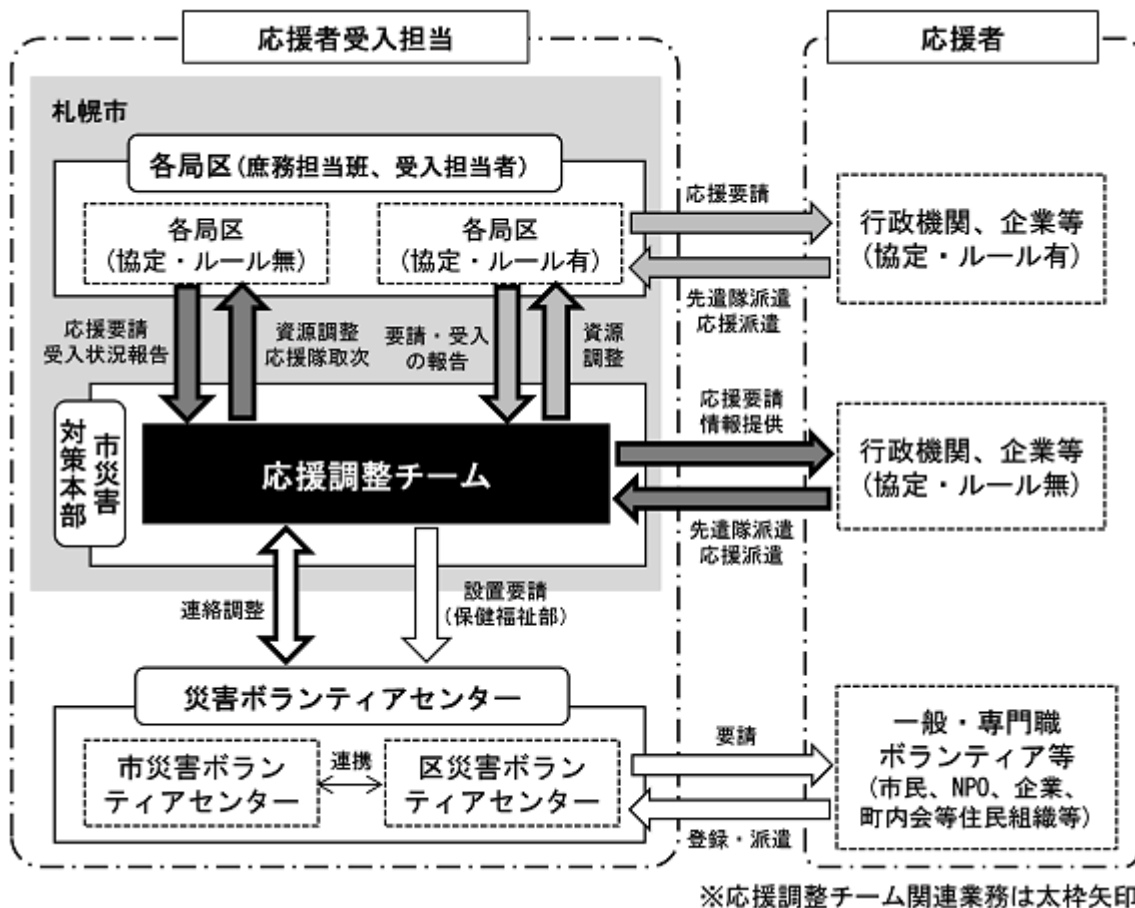 応援者受入担当
応援者
札幌市
各局区(庶務担当班、受入担当者)
各局区
(協定・ルール無)
各局区
(協定・ルール有)
応援要請
先遣隊派遣
応援派遣
行政機関、企業等
(協定・ルール有)
応援要請
受入状況報告
資源調整
応援隊取次
要請・受入
の報告
資源
調整
市災害
対策本部
応援調整チーム
応援要請
情報提供
先遣隊派遣
応援派遣
行政機関、企業等
(協定・ルール無)
連絡調整
設置要請
(保健福祉部)
災害ボランティアセンター
市災害ボラン
ティアセンター
連携
区災害ボラン
ティアセンター
要請
登録・派遣
一般・専門職
ボランティア等
(市民、NPO、企業、
町内会等住民組織等)
※応援調整チーム関連業務は太枠矢印